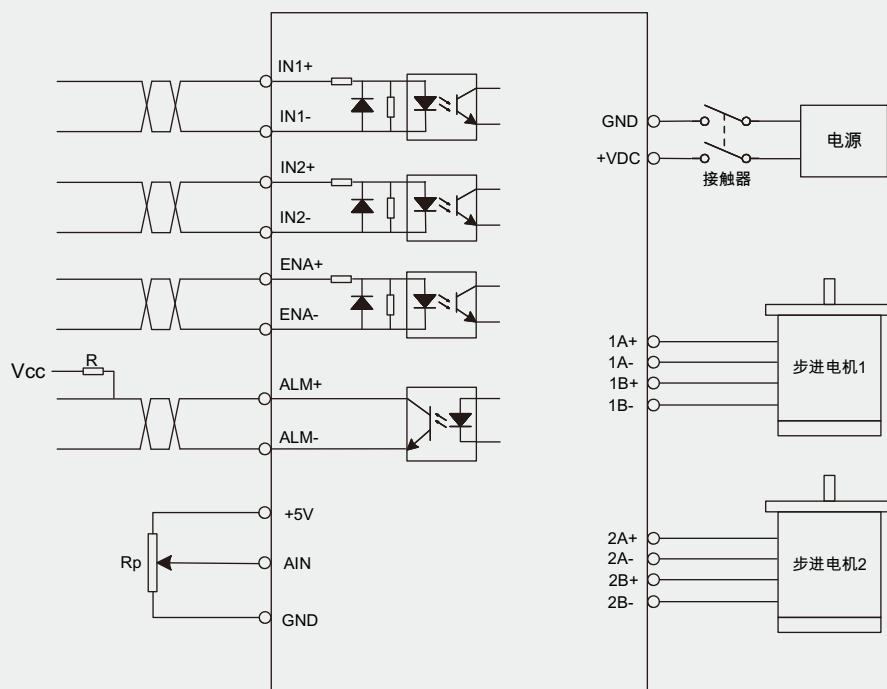 IN1+
IN1-
IN2+
IN2-
ENA+
ENA-
Vcc
R
ALM+
ALM-
+5V
Rp
AIN
GND
GND
+VDC
接触器
电源
1A+
1A-
1B+
1B-
步进电机1
2A+
2A-
2B+
2B-
步进电机2